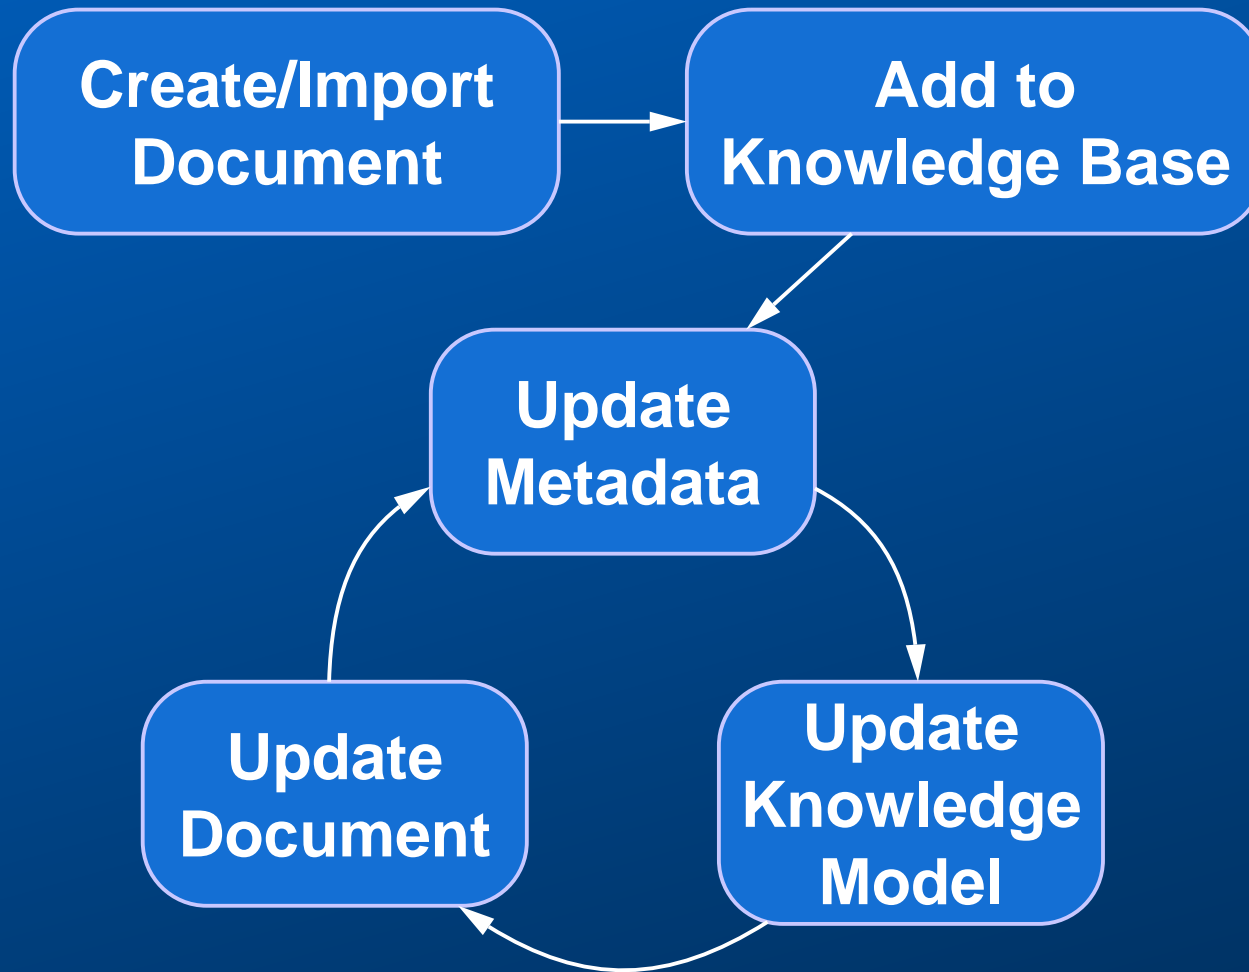 Create/Import
Document
Add to
Knowledge Base
Update
Metadata
Update
Document
Update
Knowledge
Model